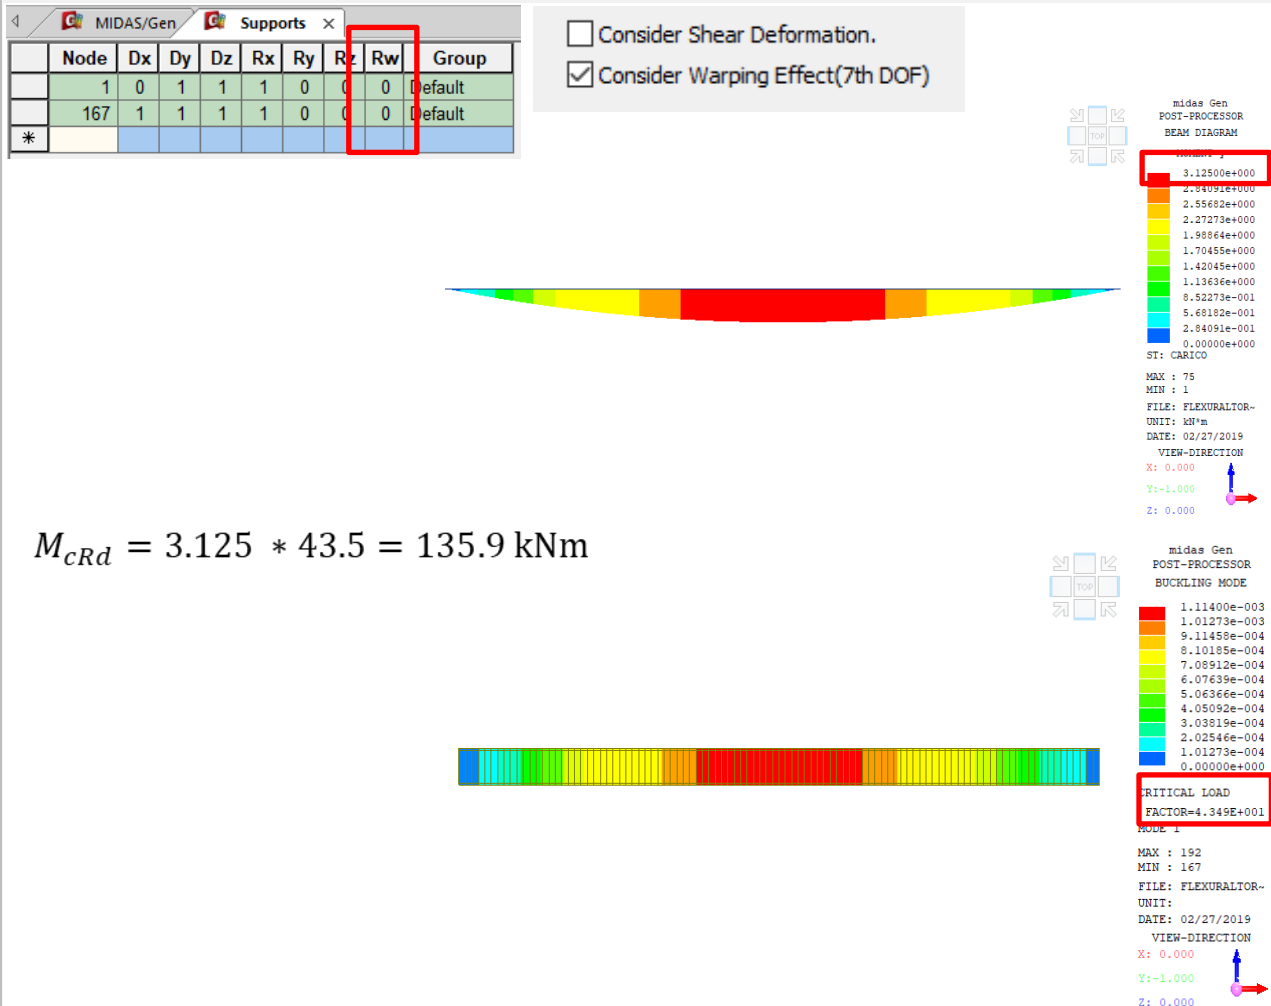 MIDAS/Gen Supports ×
Node Dx Dy Dz Rx Ry Rz Rw Group
1 0 1 1 1 0 0 0 Default
167 1 1 1 1 0 0 0 Default
*
Consider Shear Deformation.
Consider Warping Effect(7th DOF)
midas Gen
POST-PROCESSOR
BEAM DIAGRAM
TOP
3.12500e+000
2.84091e+000
2.55682e+000
2.27273e+000
1.98864e+000
1.70455e+000
1.42045e+000
1.13636e+000
8.52273e-001
5.68182e-001
2.84091e-001
0.00000e+000
ST: CARICO
MAX : 75
MIN : 1
FILE: FLEXURALTOR~
UNIT: kN*m
DATE: 02/27/2019
VIEW-DIRECTION
X: 0.000
Y:-1.000
Z: 0.000
M_cRd = 3.125 * 43.5 = 135.9 kNm
midas Gen
POST-PROCESSOR
BUCKLING MODE
TOP
1.11400e-003
1.01273e-003
9.11458e-004
8.10185e-004
7.08912e-004
6.07639e-004
5.06366e-004
4.05092e-004
3.03819e-004
2.02546e-004
1.01273e-004
0.00000e+000
CRITICAL LOAD
FACTOR=4.349E+001
MODE 1
MAX : 192
MIN : 167
FILE: FLEXURALTOR~
UNIT:
DATE: 02/27/2019
VIEW-DIRECTION
X: 0.000
Y:-1.000
Z: 0.000